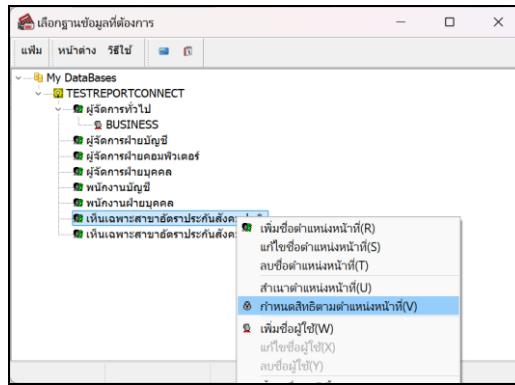 เลือกฐานข้อมูลที่ต้องการ
แฟ้ม หน้าต่าง วิธีใช้
My DataBases
TESTREPORTCONNECT
ผู้จัดการทั่วไป
BUSINESS
ผู้จัดการฝ่ายบัญชี
ผู้จัดการฝ่ายคอมพิวเตอร์
ผู้จัดการฝ่ายบุคคล
พนักงานบัญชี
พนักงานฝ่ายบุคคล
เห็นเฉพาะสาขาอัตราประกันสังคม
เห็นเฉพาะสาขาอัตราประกันสังค
เพิ่มชื่อตำแหน่งหน้าที่(R)
แก้ไขชื่อตำแหน่งหน้าที่(S)
ลบชื่อตำแหน่งหน้าที่(T)
สำเนาตำแหน่งหน้าที่(U)
กำหนดสิทธิตามตำแหน่งหน้าที่(V)
เพิ่มชื่อผู้ใช้(W)
แก้ไขชื่อผู้ใช้(X)
ลบชื่อผู้ใช้(Y)